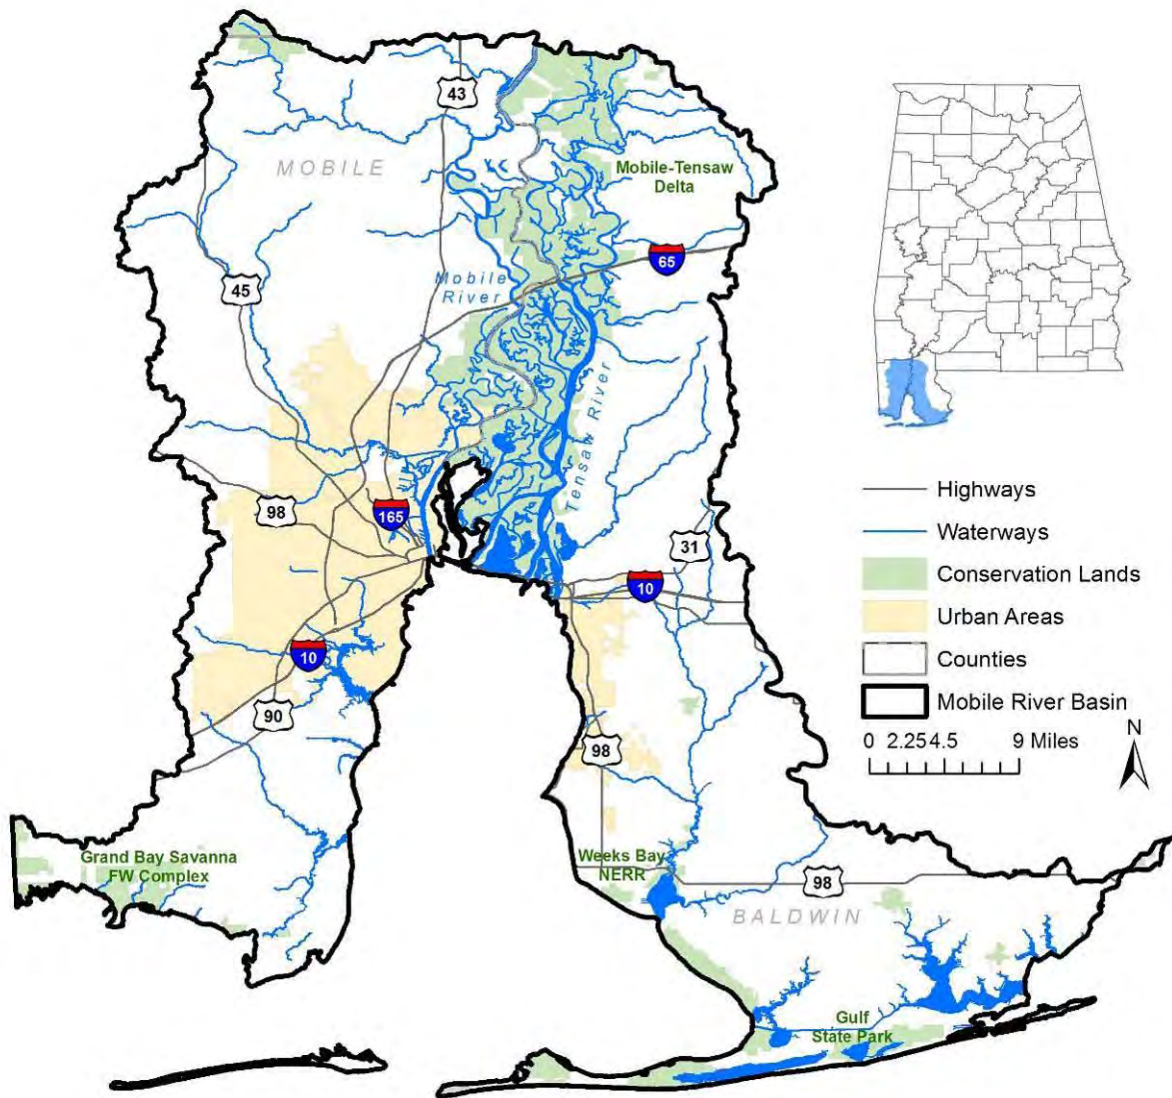 43
MOBILE
Mobile-Tensaw
Delta
65
Mobile
River
45
Tensaw River
98
165
31
10
10
90
98
Grand Bay Savanna
FW Complex
Weeks Bay
NERR
98
BALDWIN
Gulf
State Park
Highways
Waterways
Conservation Lands
Urban Areas
Counties
Mobile River Basin
0 2.25 4.5 9 Miles
N